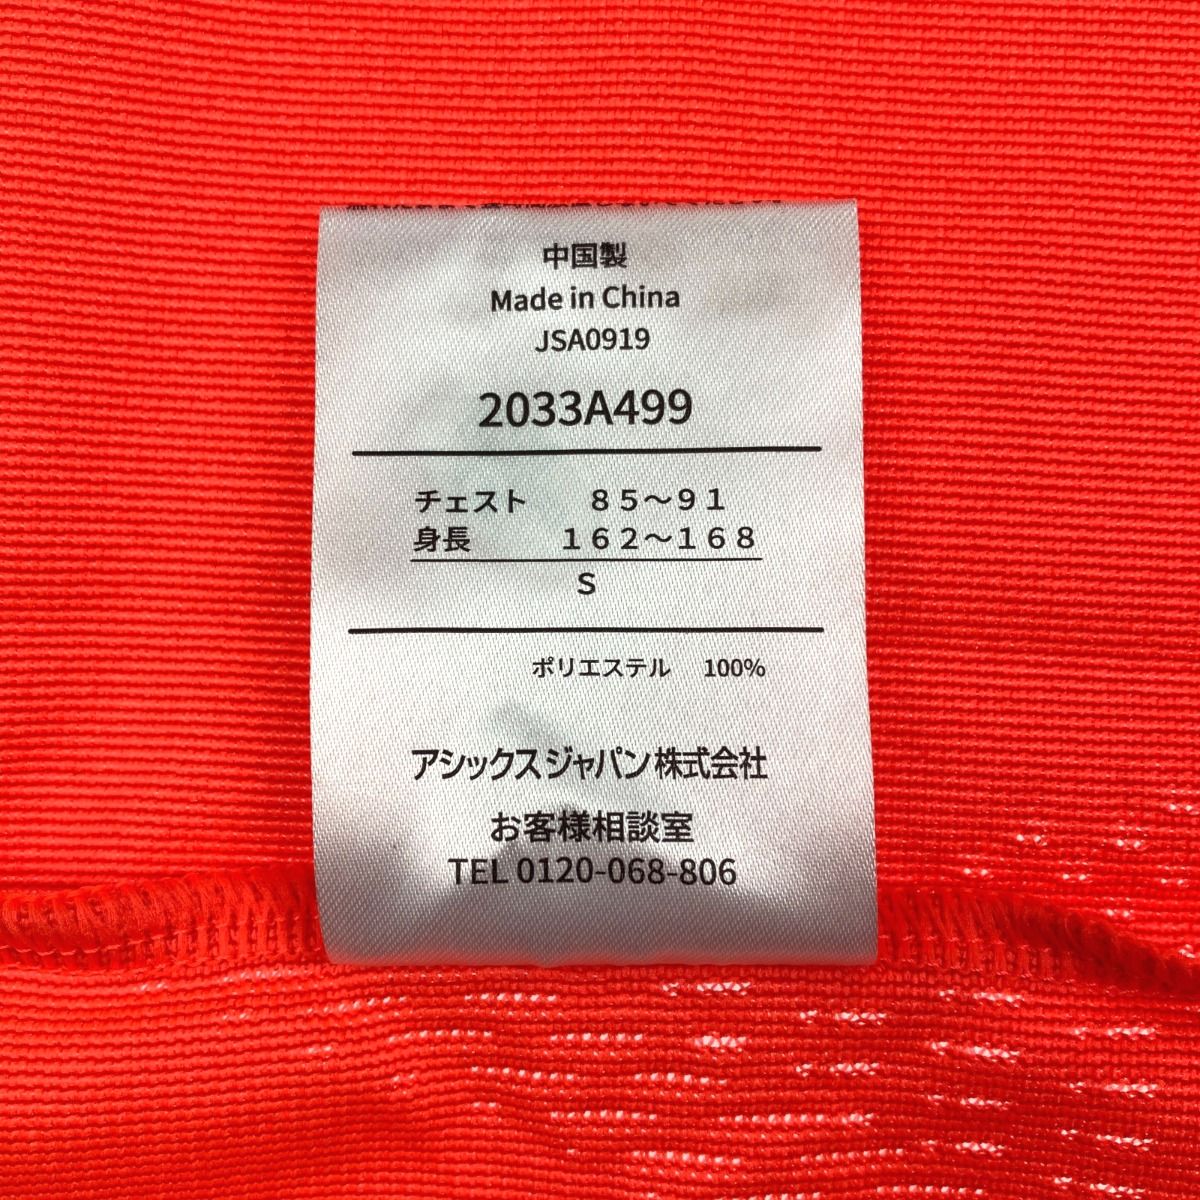 中国製
Made in China
JSA0919
2033A499
チェスト 85～91
身長 162～168
S
ポリエステル 100%
アシックスジャパン株式会社
お客様相談室
TEL 0120-068-806